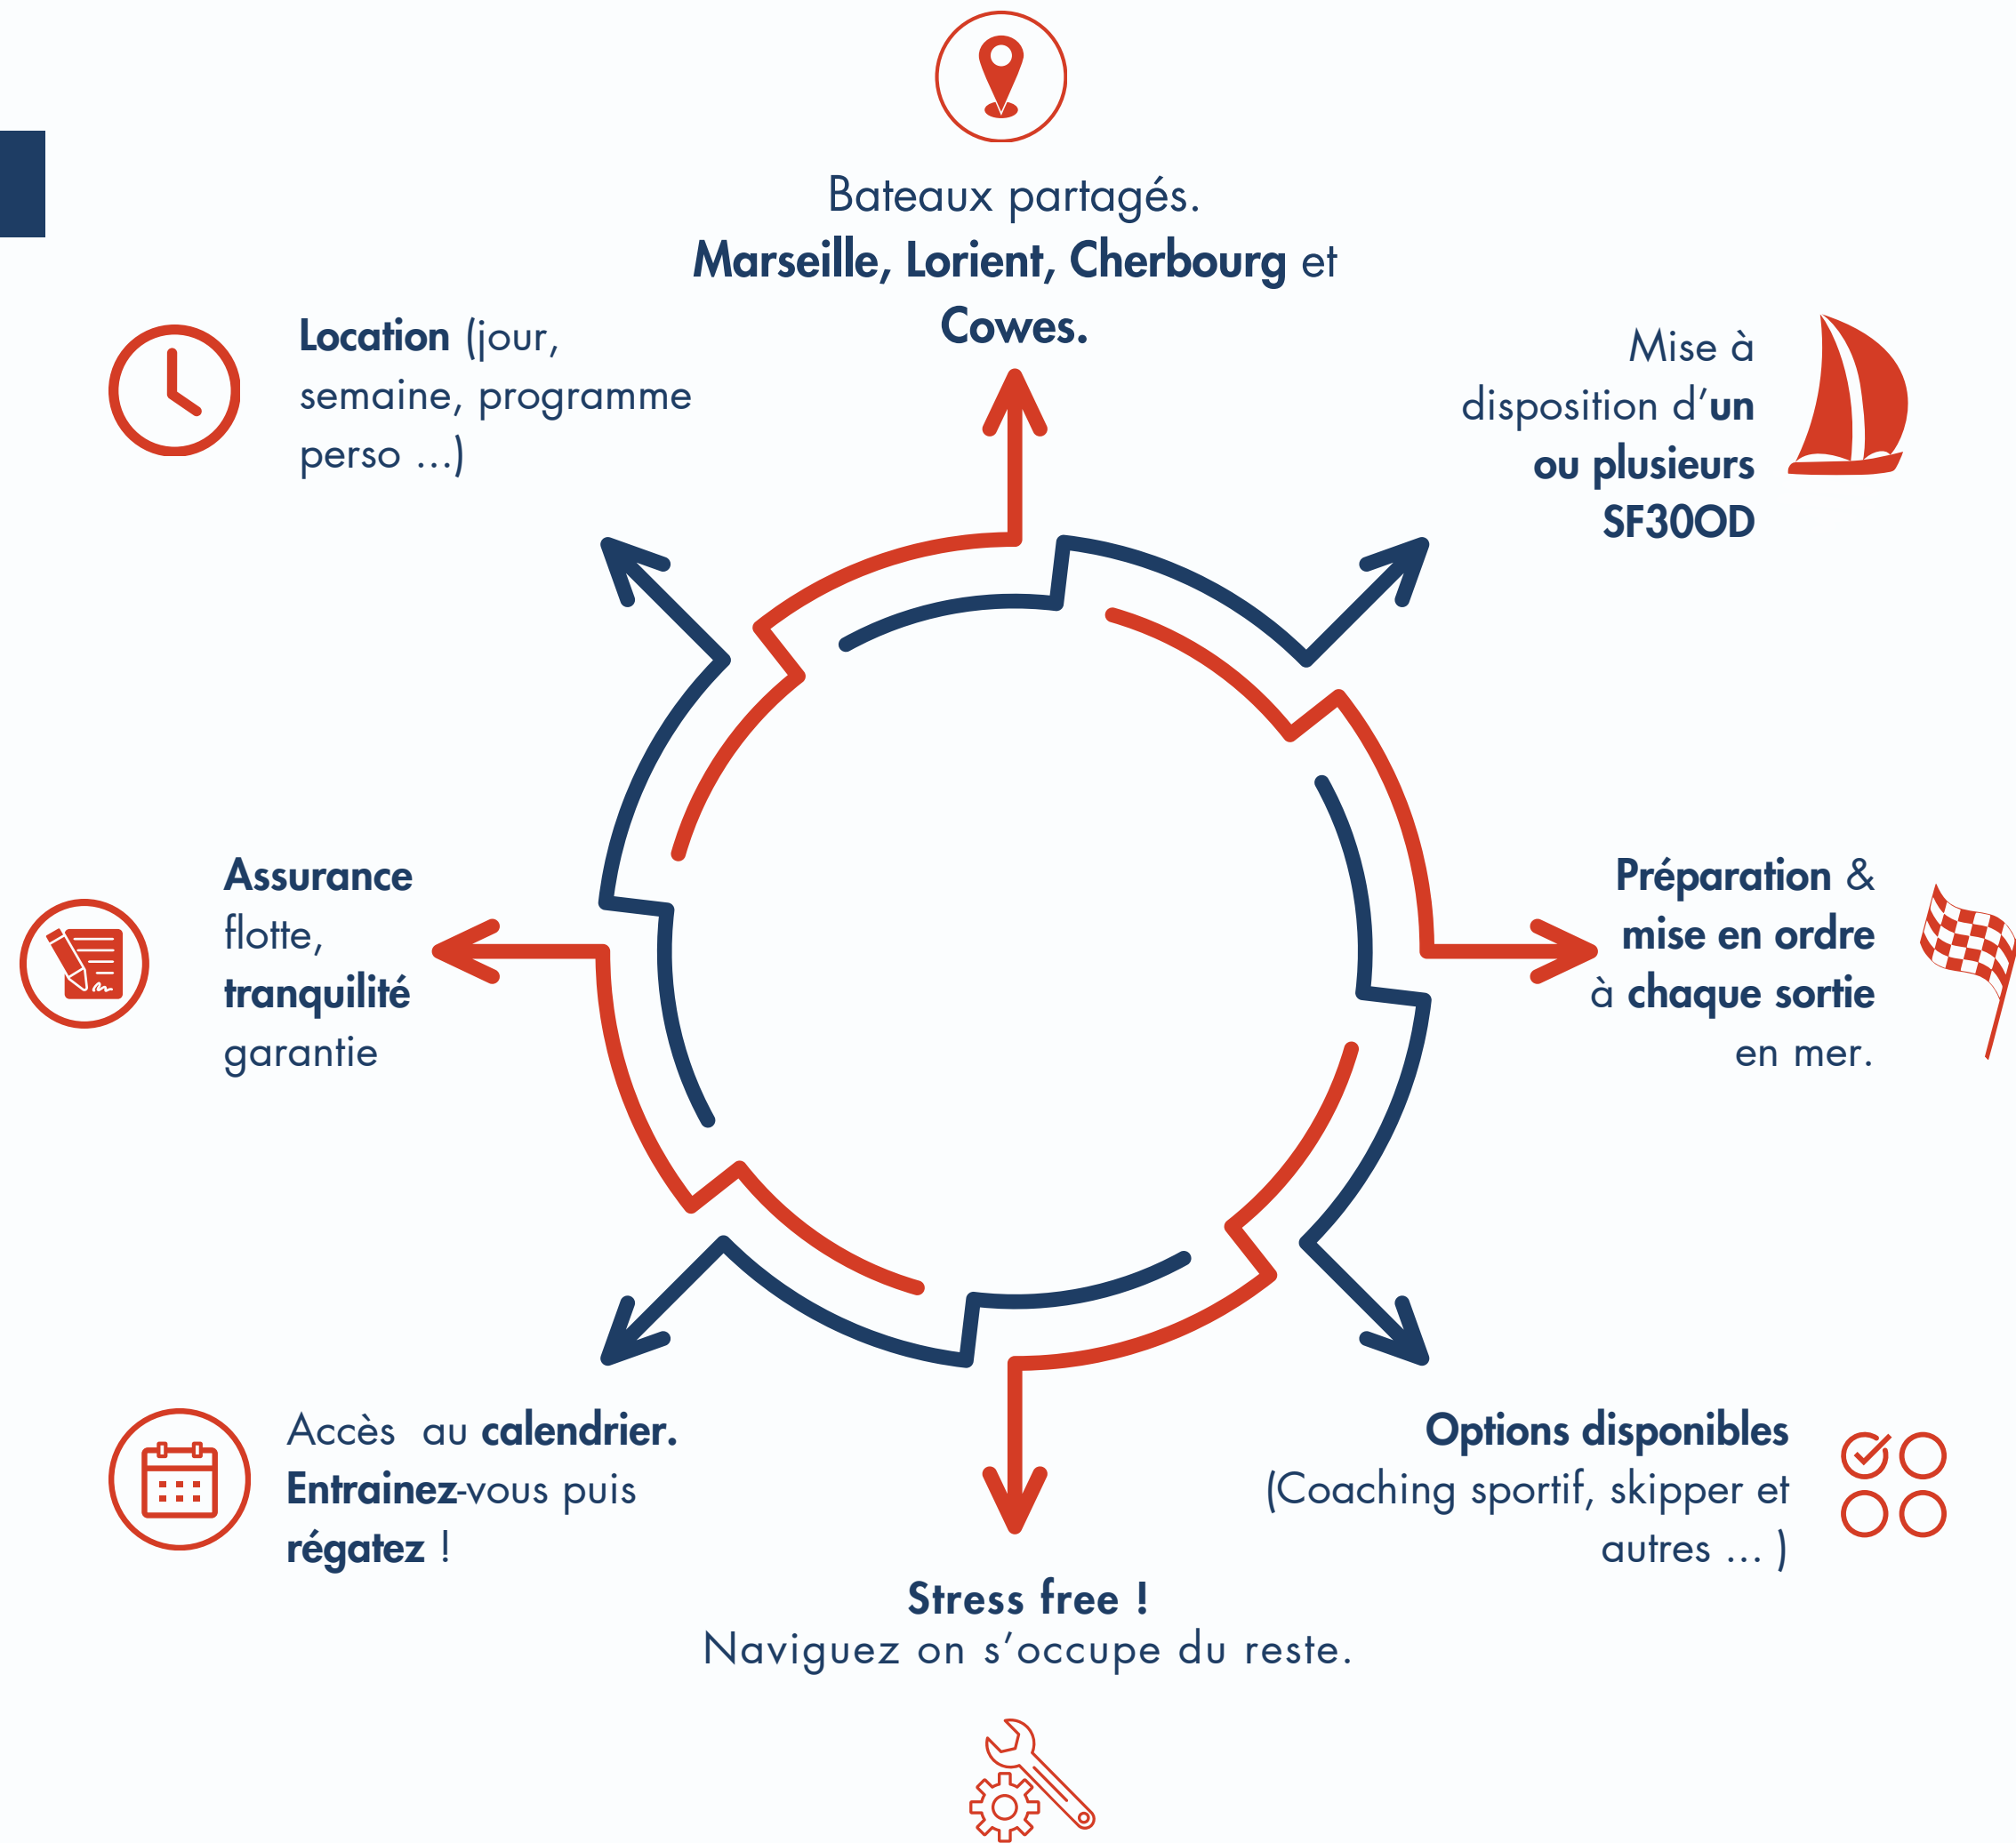 Bateaux partagés.
Marseille, Lorient, Cherbourg et
Cowes.
Location (jour,
semaine, programme
perso ...)
Mise à
disposition d’un
ou plusieurs
SF30OD
Assurance
flotte,
tranquilité
garantie
Préparation &
mise en ordre
à chaque sortie
en mer.
Accès au calendrier.
Entrainez-vous puis
régatez !
Options disponibles
(Coaching sportif, skipper et
autres ... )
Stress free !
Naviguez on s’occupe du reste.